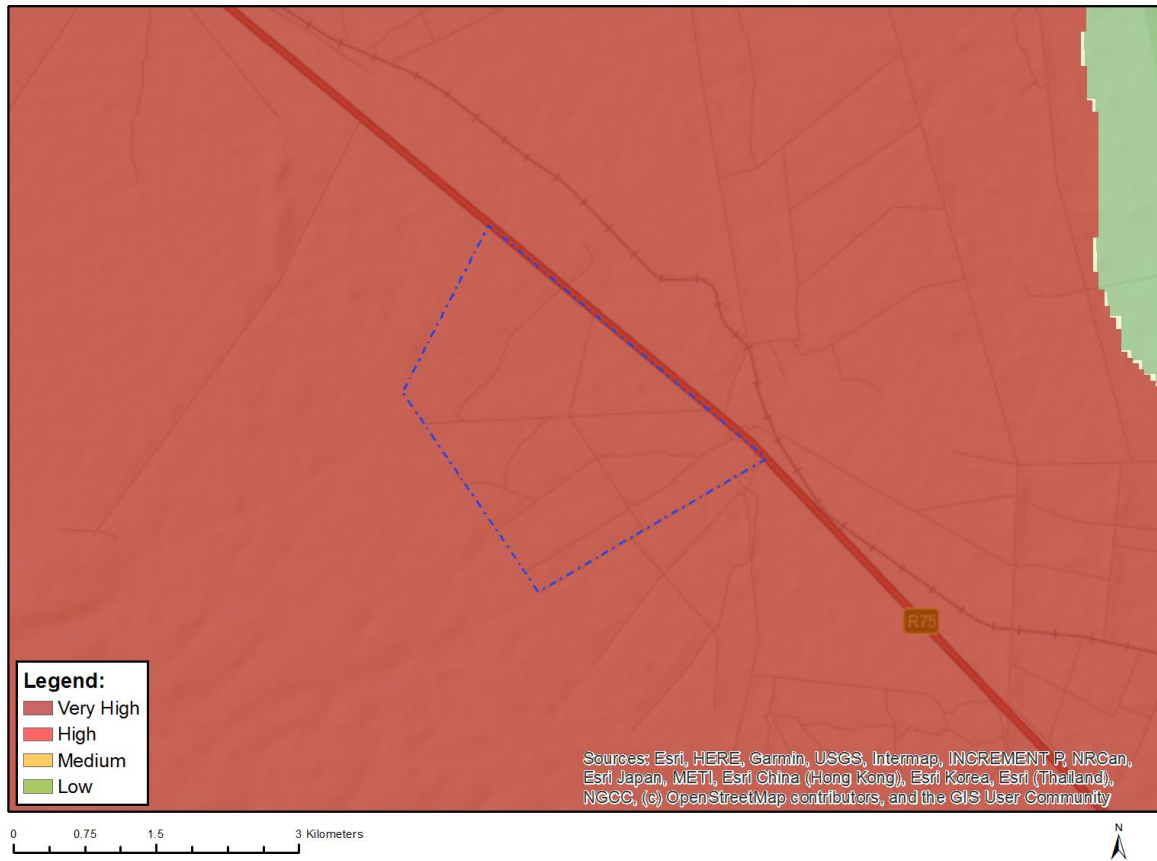 R75
Legend:
Very High
High
Medium
Low
Sources: Esri, HERE, Garmin, USGS, Intermap, INCREMENT P, NRCan,
Esri Japan, METI, Esri China (Hong Kong), Esri Korea, Esri (Thailand),
NGCC, (c) OpenStreetMap contributors, and the GIS User Community
0 0.75 1.5 3 Kilometers
N